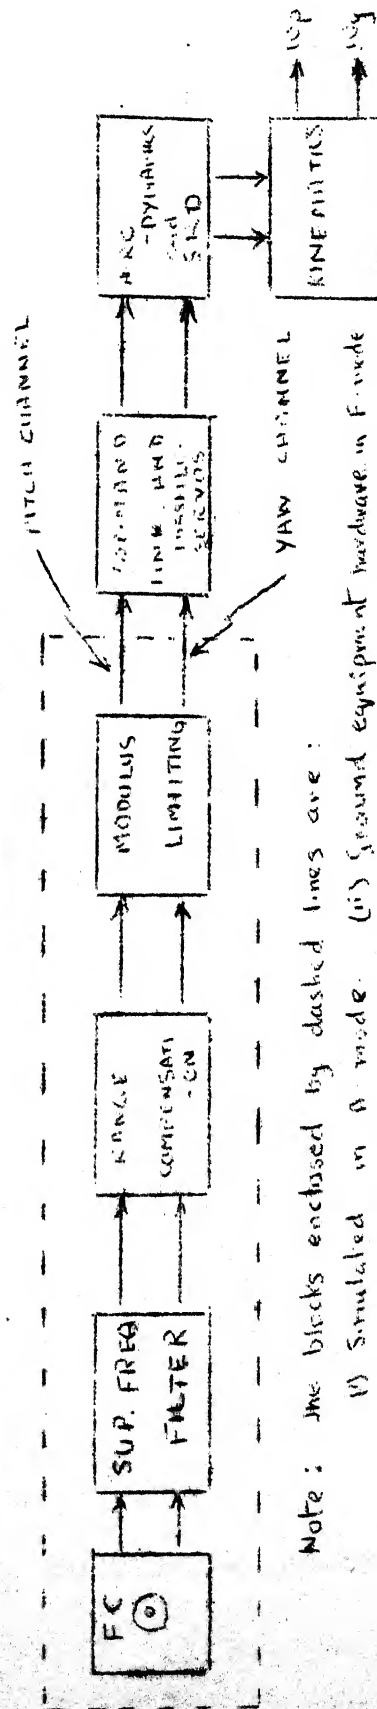 PITCH CHANNEL
YAW CHANNEL
FC
SUP. FREQ
FILTER
RANGE
COMPENSATI
-ON
MODULUS
LIMITING
COMMAND
LINK AND
MISSILE
SERVOS
-DYNAMICS
and
KINEMATICS
Note: The blocks enclosed by dashed lines are:
i) Simulated in A mode. (ii) Ground equipment hardware in F-mode